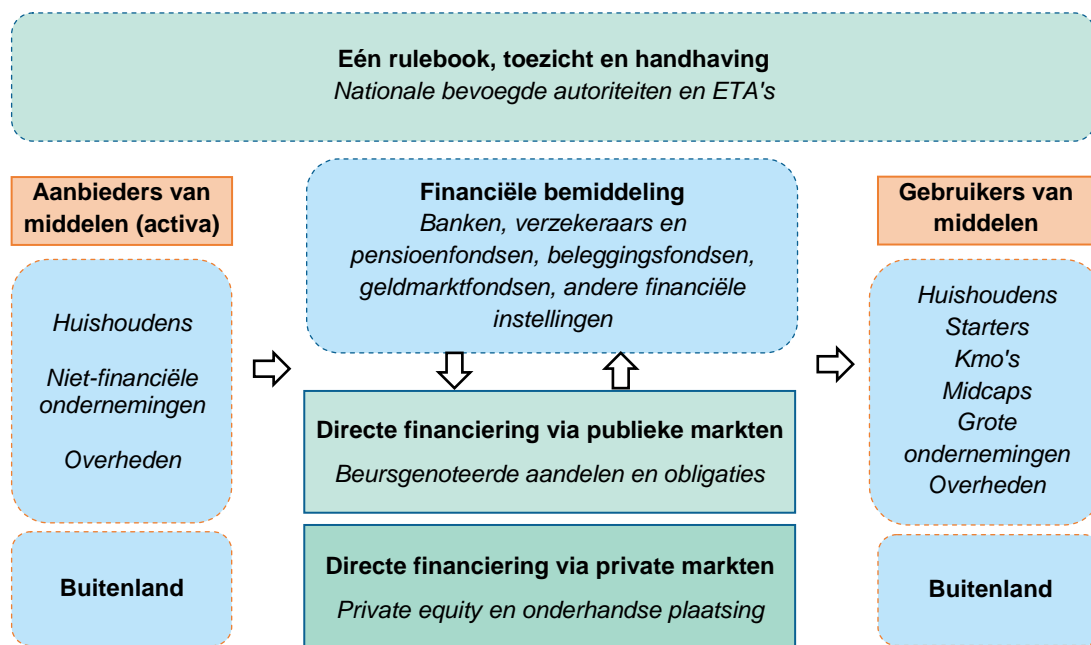 Eén rulebook, toezicht en handhaving
Nationale bevoegde autoriteiten en ETA's
Aanbieders van
middelen (activa)
Huishoudens
Niet-financiële
ondernemingen
Overheden
Buitenland
Financiële bemiddeling
Banken, verzekeraars en
pensioenfondsen, beleggingsfondsen,
geldmarktfondsen, andere financiële
instellingen
Directe financiering via publieke markten
Beursgenoteerde aandelen en obligaties
Directe financiering via private markten
Private equity en onderhandse plaatsing
Gebruikers van
middelen
Huishoudens
Starters
Kmo's
Midcaps
Grote
ondernemingen
Overheden
Buitenland